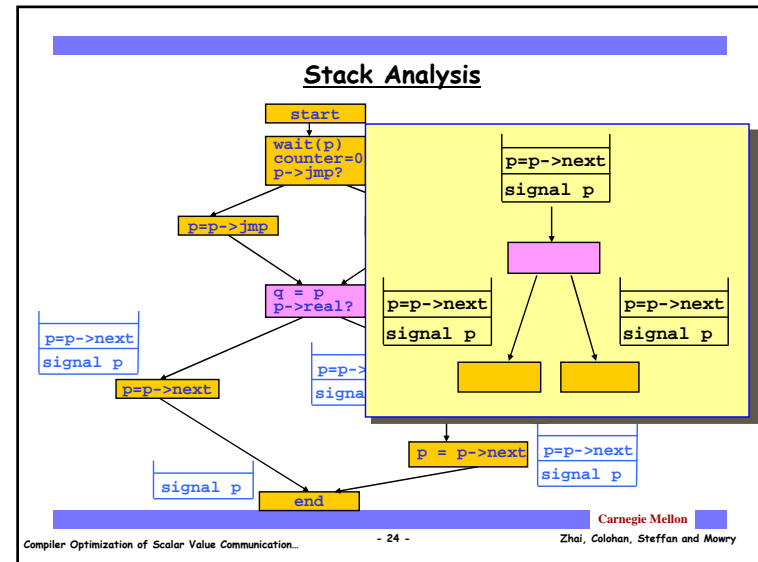 Stack Analysis
start
wait(p)
counter=0
p->jmp?
p=p->jmp
q = p
p->real?
p=p->next
signal p
p=p->next
signal p
p=p->next
signal p
p=p->next
signal p
p=p->next
p=p->
signa
p = p->next
p=p->next
signal p
signal p
end
Carnegie Mellon
Compiler Optimization of Scalar Value Communication…
- 24 -
Zhai, Colohan, Steffan and Mowry